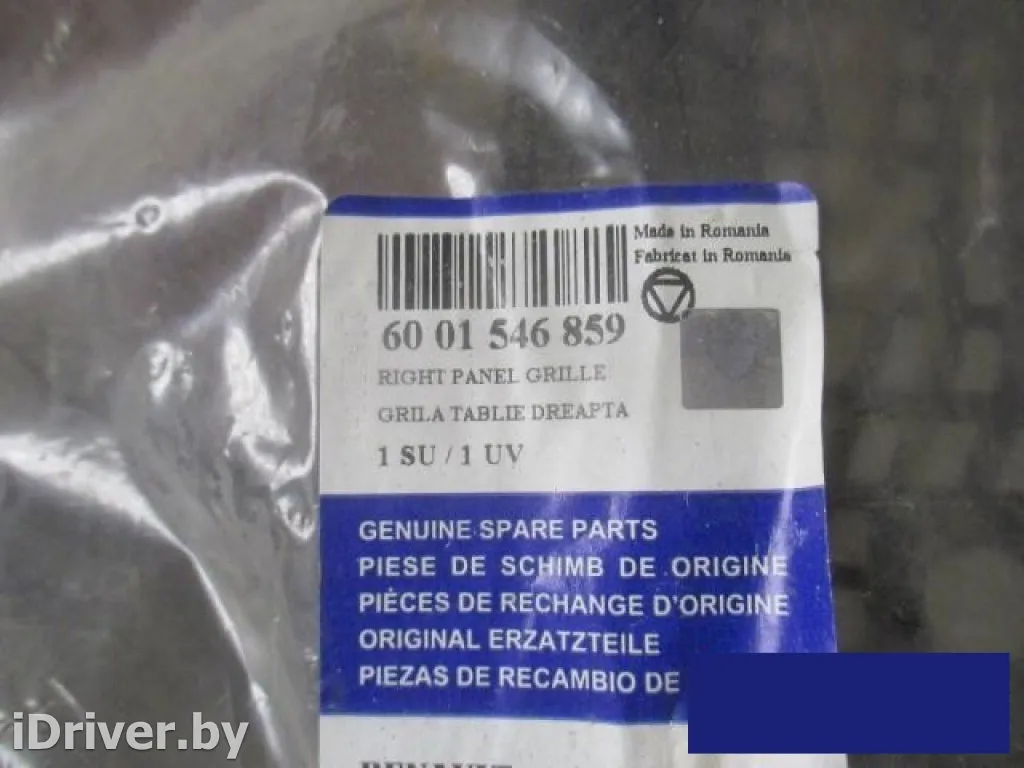 Made in Romania
Fabricat in Romania
60 01 546 859
RIGHT PANEL GRILLE
GRILA TABLIE DREAPTA
1 SU / 1 UV
GENUINE SPARE PARTS
PIESE DE SCHIMB DE ORIGINE
PIÈCES DE RECHANGE D'ORIGINE
ORIGINAL ERZATZTEILE
PIEZAS DE RECAMBIO DE
iDriver.by